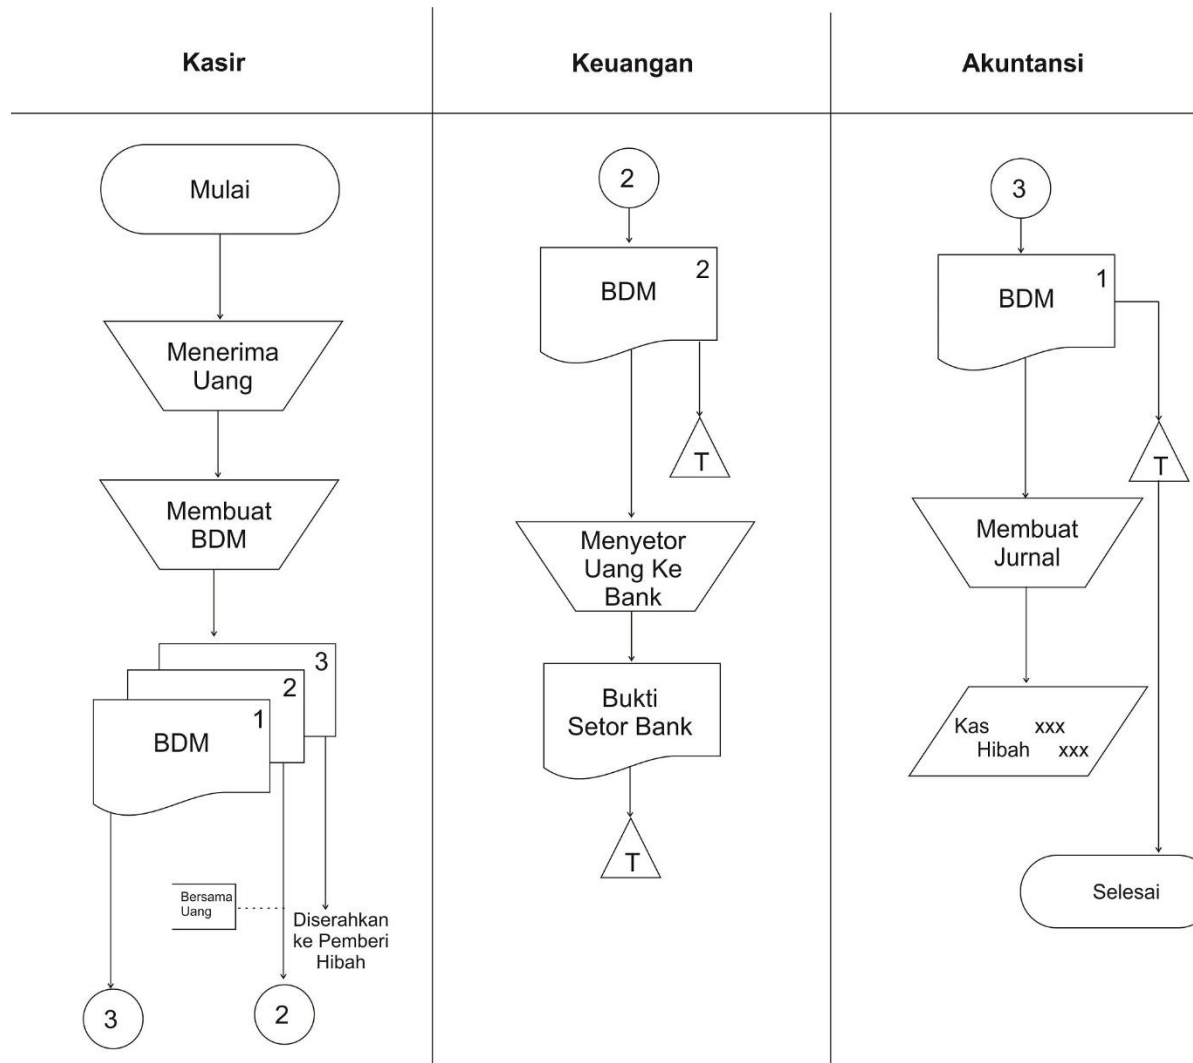 Kasir
Keuangan
Akuntansi
Mulai
Menerima
Uang
Membuat
BDM
3
2
1
BDM
Bersama
Uang
Diserahkan
ke Pemberi
Hibah
3
2
2
2
BDM
T
Menyetor
Uang Ke
Bank
Bukti
Setor Bank
T
3
1
BDM
T
Membuat
Jurnal
Kas xxx
Hibah xxx
Selesai